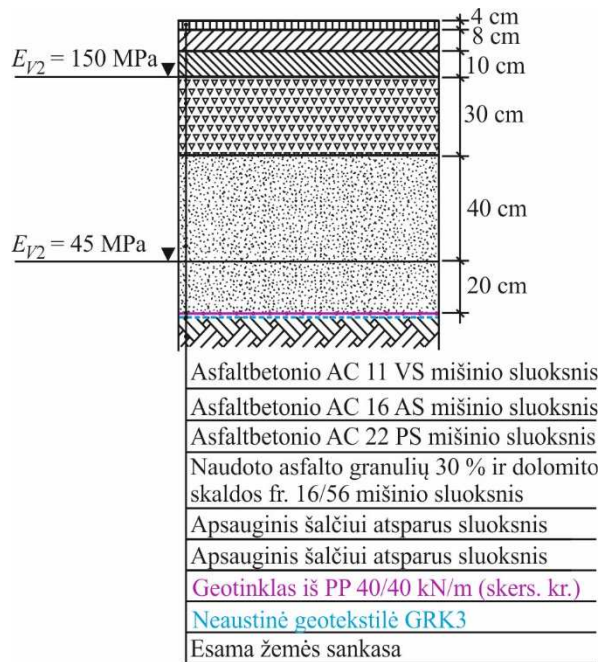 4 cm
8 cm
E_V2 = 150 MPa
10 cm
30 cm
40 cm
E_V2 = 45 MPa
20 cm
Asfaltbetonio AC 11 VS mišinio sluoksnis
Asfaltbetonio AC 16 AS mišinio sluoksnis
Asfaltbetonio AC 22 PS mišinio sluoksnis
Naudoto asfalto granulių 30 % ir dolomito
skaldos fr. 16/56 mišinio sluoksnis
Apsauginis šalčiui atsparus sluoksnis
Apsauginis šalčiui atsparus sluoksnis
Geotinklas iš PP 40/40 kN/m (skers. kr.)
Neaustinė geotekstilė GRK3
Esama žemės sankasa